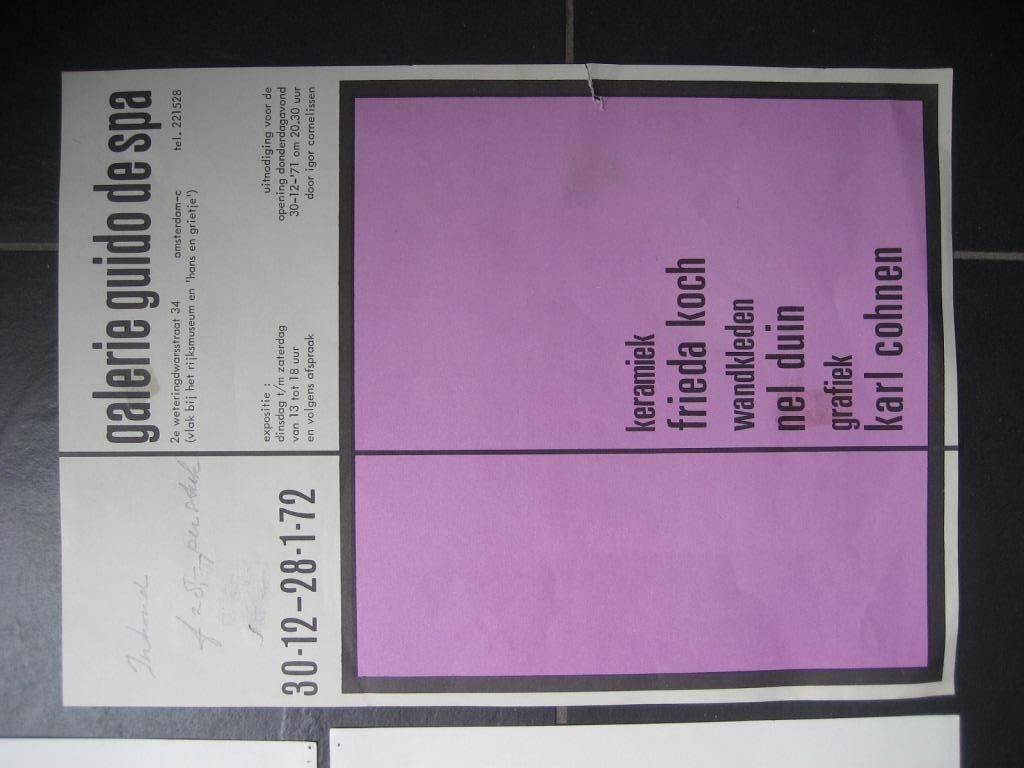 galerie guido de spa
2e weteringdwarsstraat 34 amsterdam-c tel. 221528
(vlak bij het rijksmuseum en 'hans en grietje')
expositie :
dinsdag t/m zaterdag
van 13 tot 18 uur
en volgens afspraak
uitnodiging voor de
opening donderdagavond
30-12-'71 om 20.30 uur
door igor cornelissen
30-12-28-1-72
keramiek
frieda koch
wandkleden
nel duin
grafiek
karl cohnen